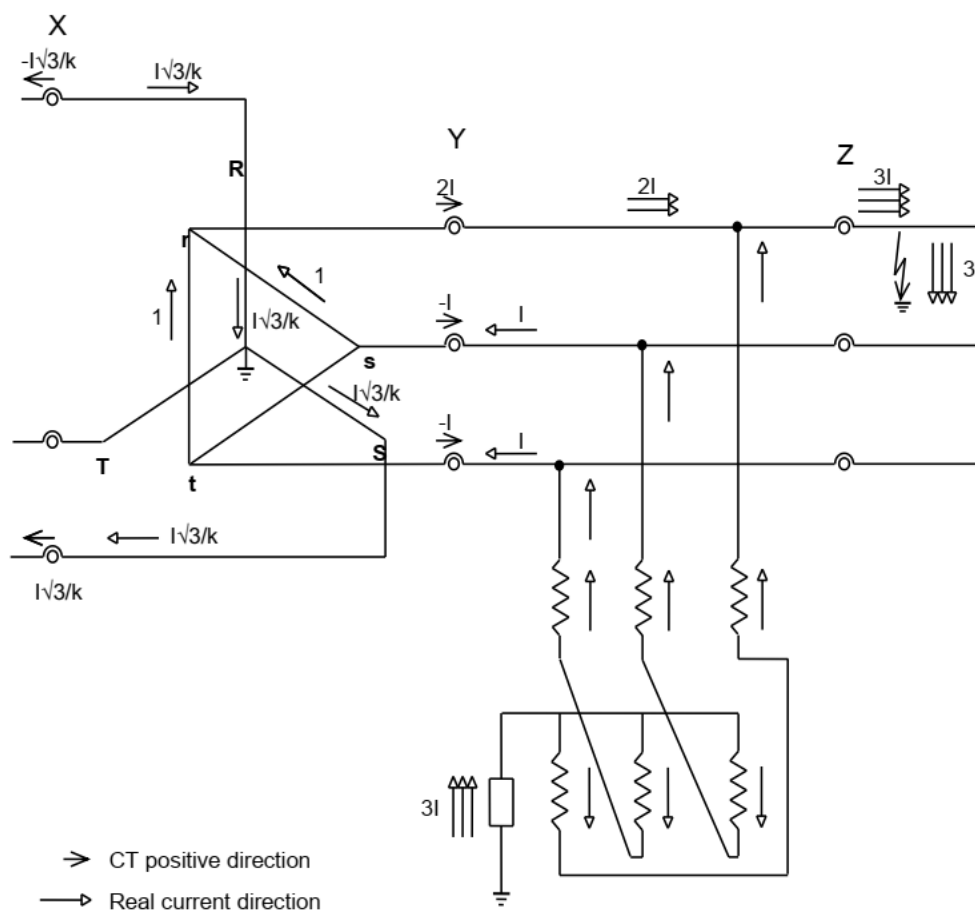 X
-I√3/k
I√3/k
Y
R
2I
2I
Z
3I
r
1
-I
I
3
1
I√3/k
s
I√3/k
-I
I
T
t
S
I√3/k
I√3/k
3I
CT positive direction
Real current direction